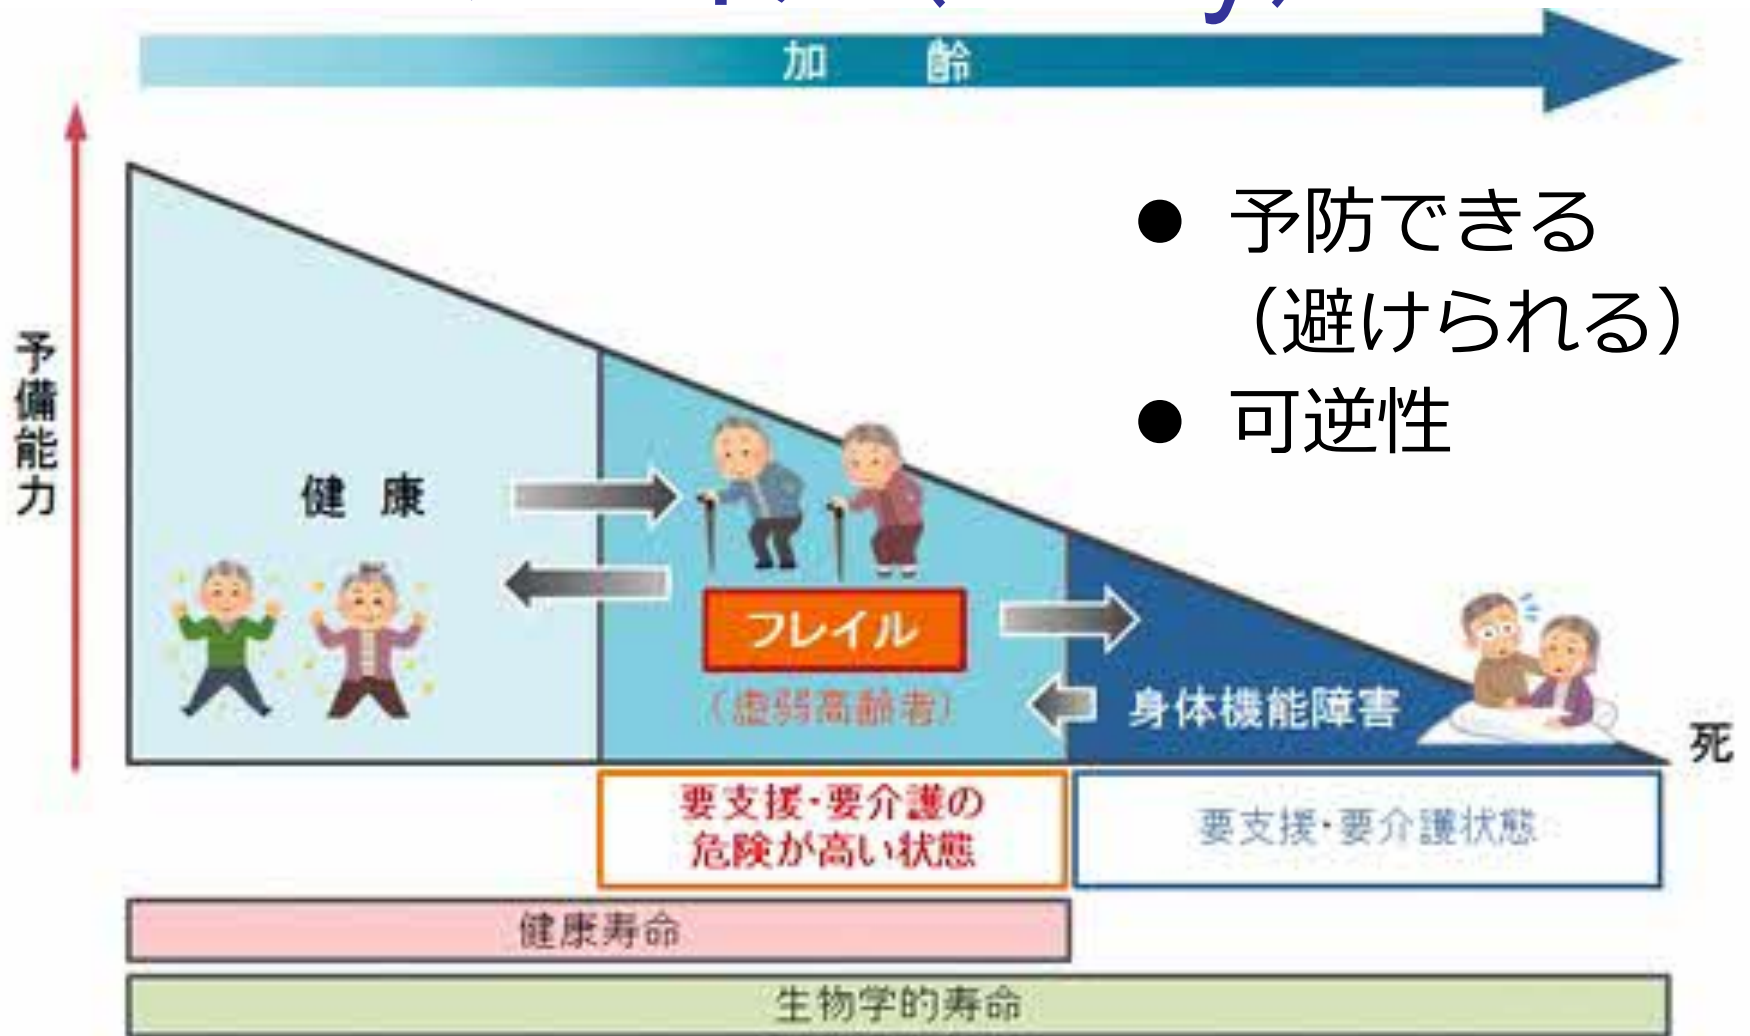 加　齢
● 予防できる
（避けられる）
● 可逆性
予備能力
健 康
フレイル
（虚弱高齢者）
身体機能障害
死
要支援・要介護の
危険が高い状態
要支援・要介護状態
健康寿命
生物学的寿命